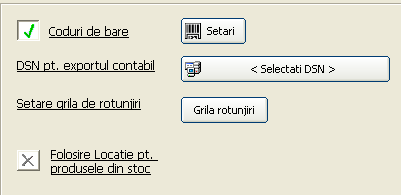 Coduri de bare
Setari
DSN pt. exportul contabil
< Selectati DSN >
Setare grila de rotunjiri
Grila rotunjiri
Folosire Locatie pt.
produsele din stoc